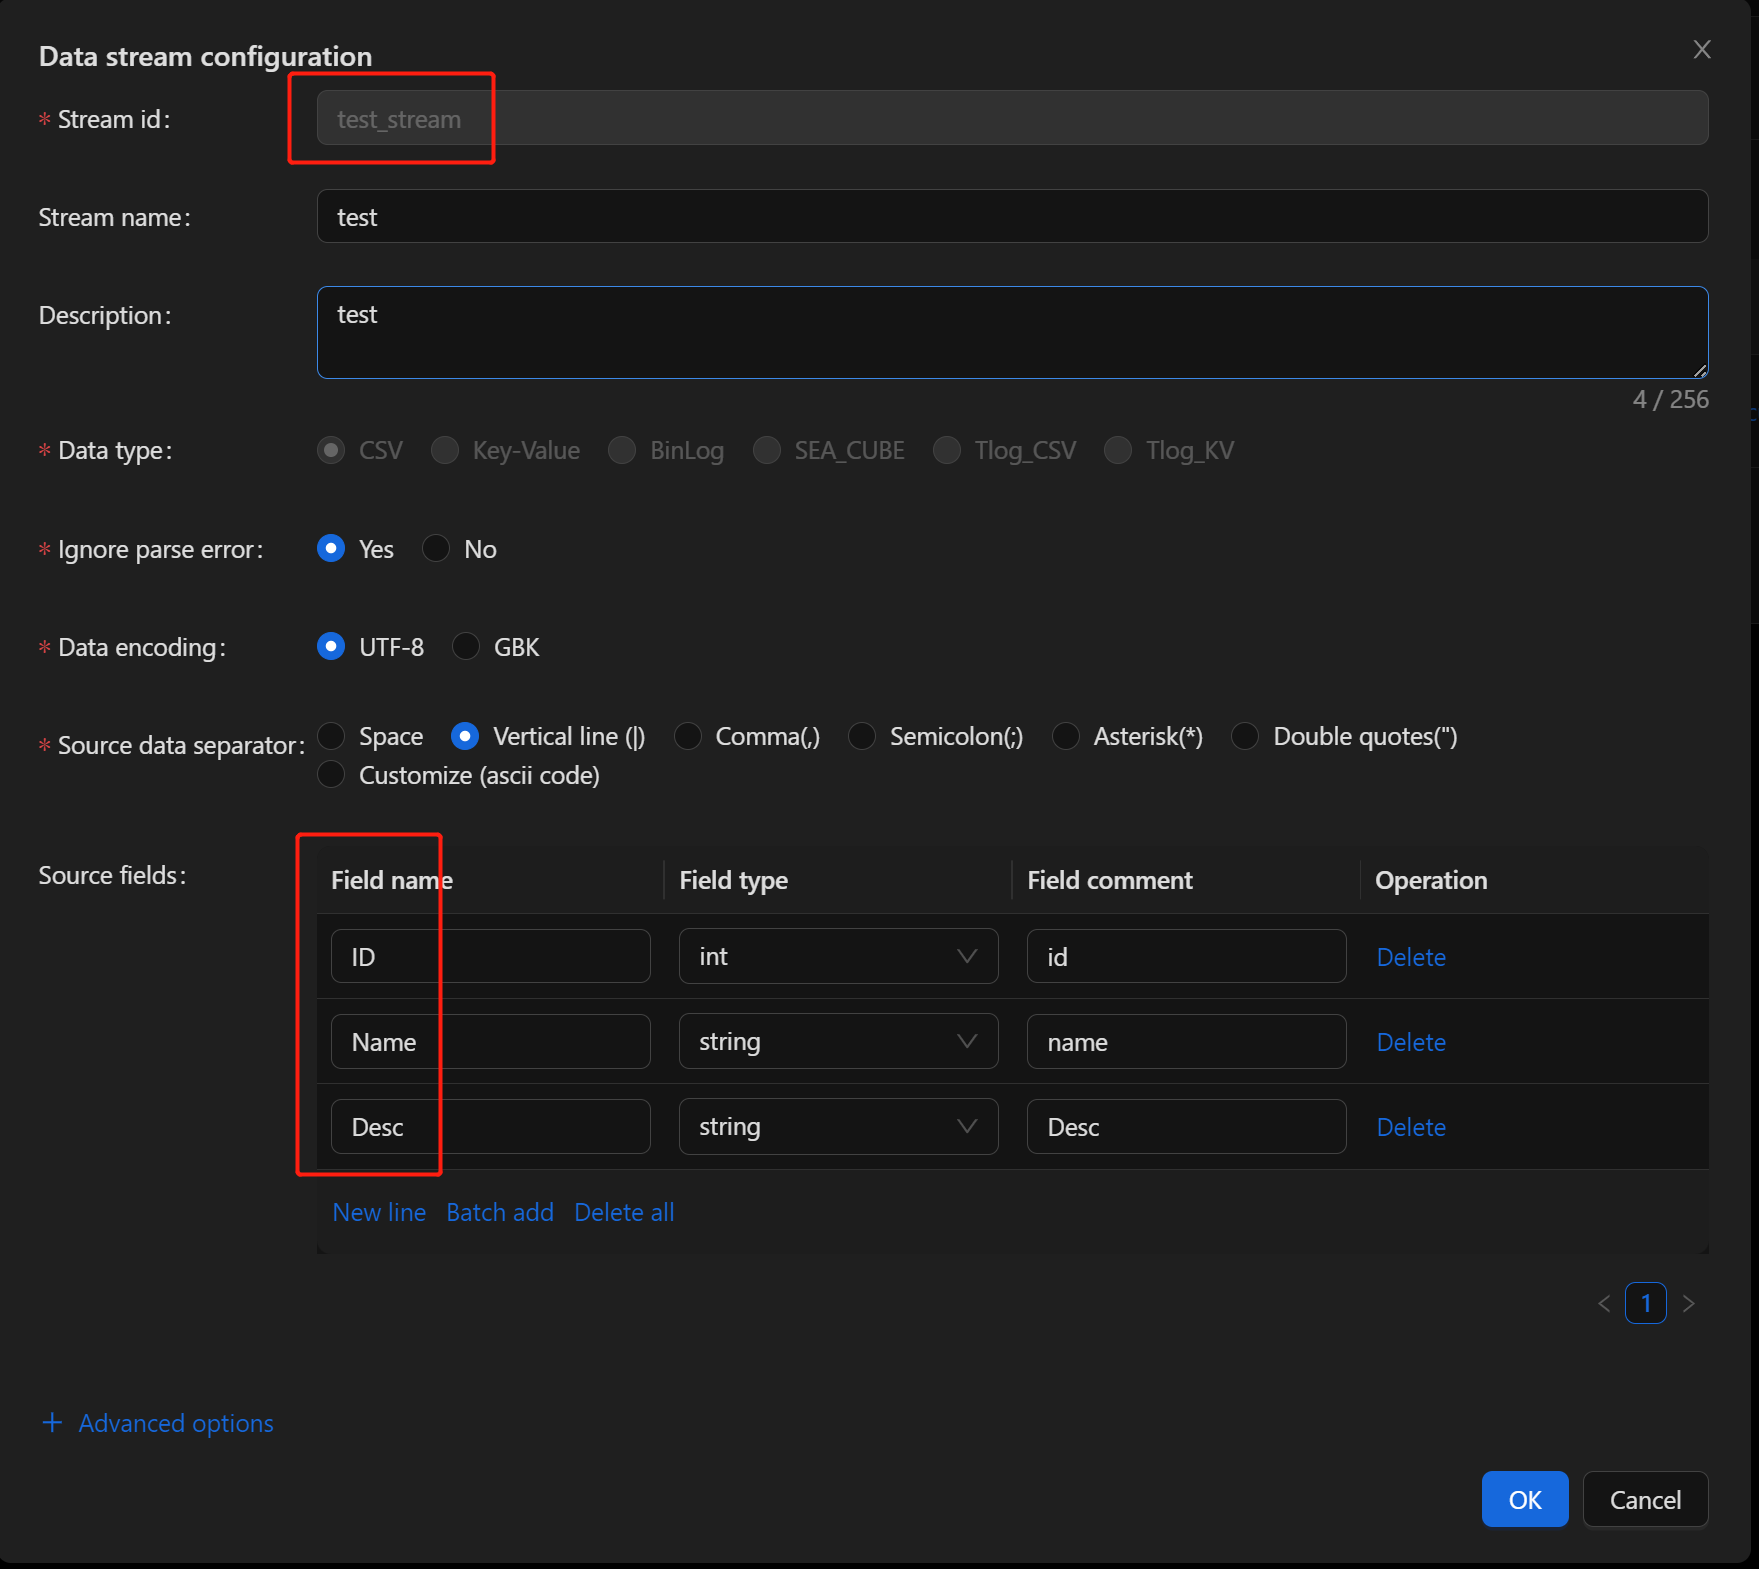 Data stream configuration
* Stream id: test_stream
Stream name: test
Description: test
4 / 256
* Data type: CSV Key-Value BinLog SEA_CUBE Tlog_CSV Tlog_KV
* Ignore parse error: Yes No
* Data encoding: UTF-8 GBK
* Source data separator: Space Vertical line (|) Comma(,) Semicolon(;) Asterisk(*) Double quotes(")
Customize (ascii code)
Source fields: Field name Field type Field comment Operation
ID int id Delete
Name string name Delete
Desc string Desc Delete
New line Batch add Delete all
< 1 >
+ Advanced options
OK Cancel